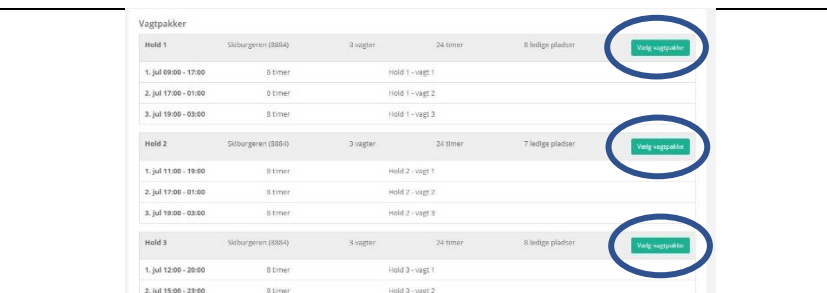 Vagtpakker
Hold 1 Skiburgeren (8884) 3 vagter 24 timer 8 ledige pladser Vælg vagtpakke
1. jul 09:00 - 17:00 8 timer Hold 1 - vagt 1
2. jul 17:00 - 01:00 8 timer Hold 1 - vagt 2
3. jul 19:00 - 03:00 8 timer Hold 1 - vagt 3
Hold 2 Skiburgeren (8884) 3 vagter 24 timer 7 ledige pladser Vælg vagtpakke
1. jul 11:00 - 19:00 8 timer Hold 2 - vagt 1
2. jul 17:00 - 01:00 8 timer Hold 2 - vagt 2
3. jul 19:00 - 03:00 8 timer Hold 2 - vagt 3
Hold 3 Skiburgeren (8884) 3 vagter 24 timer 8 ledige pladser Vælg vagtpakke
1. jul 12:00 - 20:00 8 timer Hold 3 - vagt 1
2. jul 15:00 - 23:00 8 timer Hold 3 - vagt 2